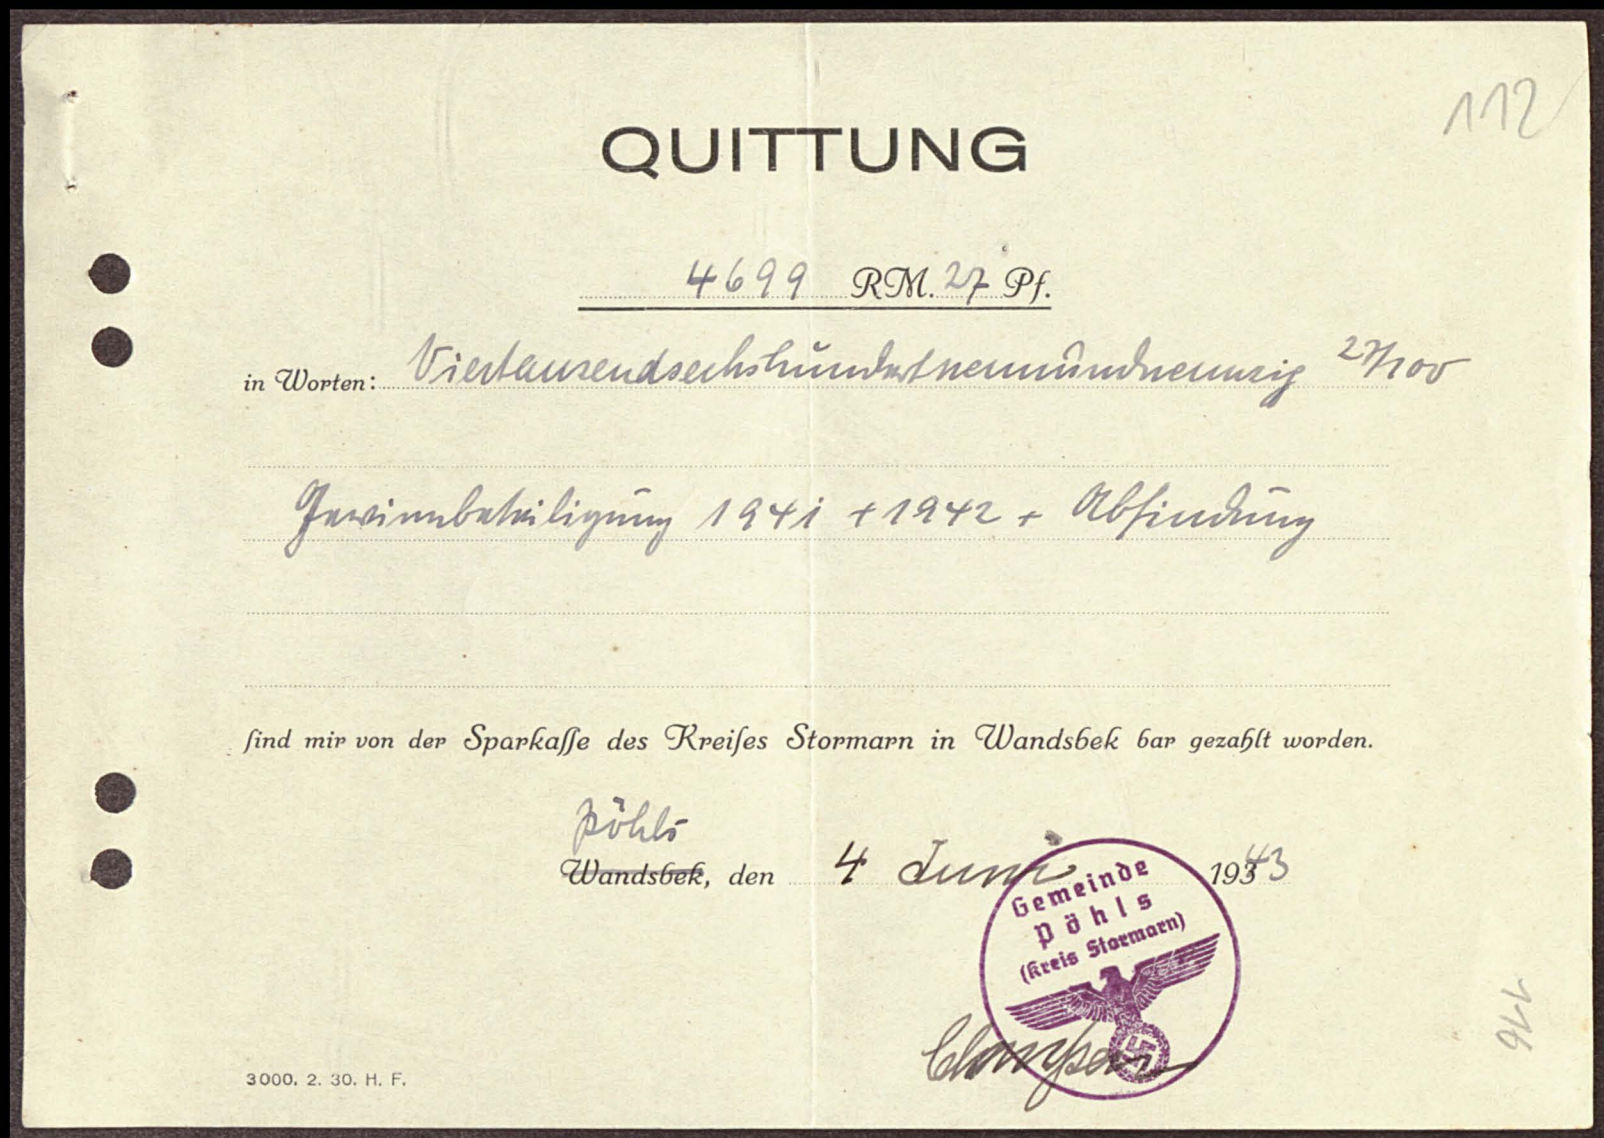 112
QUITTUNG
4699 RM. 27 Pf.
in Worten: Viertausendsechshundertneunundneunzig 27/100
Gewinnbeteiligung 1941 + 1942 + Abfindung
sind mir von der Sparkasse des Kreises Stormarn in Wandsbek bar gezahlt worden.
Pöhls
Wandsbek, den 4 Juni 1943
Gemeinde
Pöhls
(Kreis Stormarn)
3000. 2. 30. H. F.